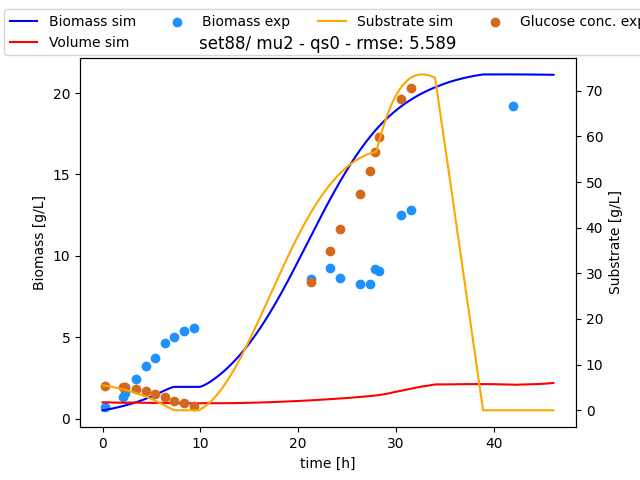 Biomass sim Biomass exp Substrate sim Glucose conc. exp
Volume sim
set88/ mu2 - qs0 - rmse: 5.589
Biomass [g/L]
20
15
10
5
0
70
60
50
40
30
20
10
0
Substrate [g/L]
0 10 20 30 40
time [h]